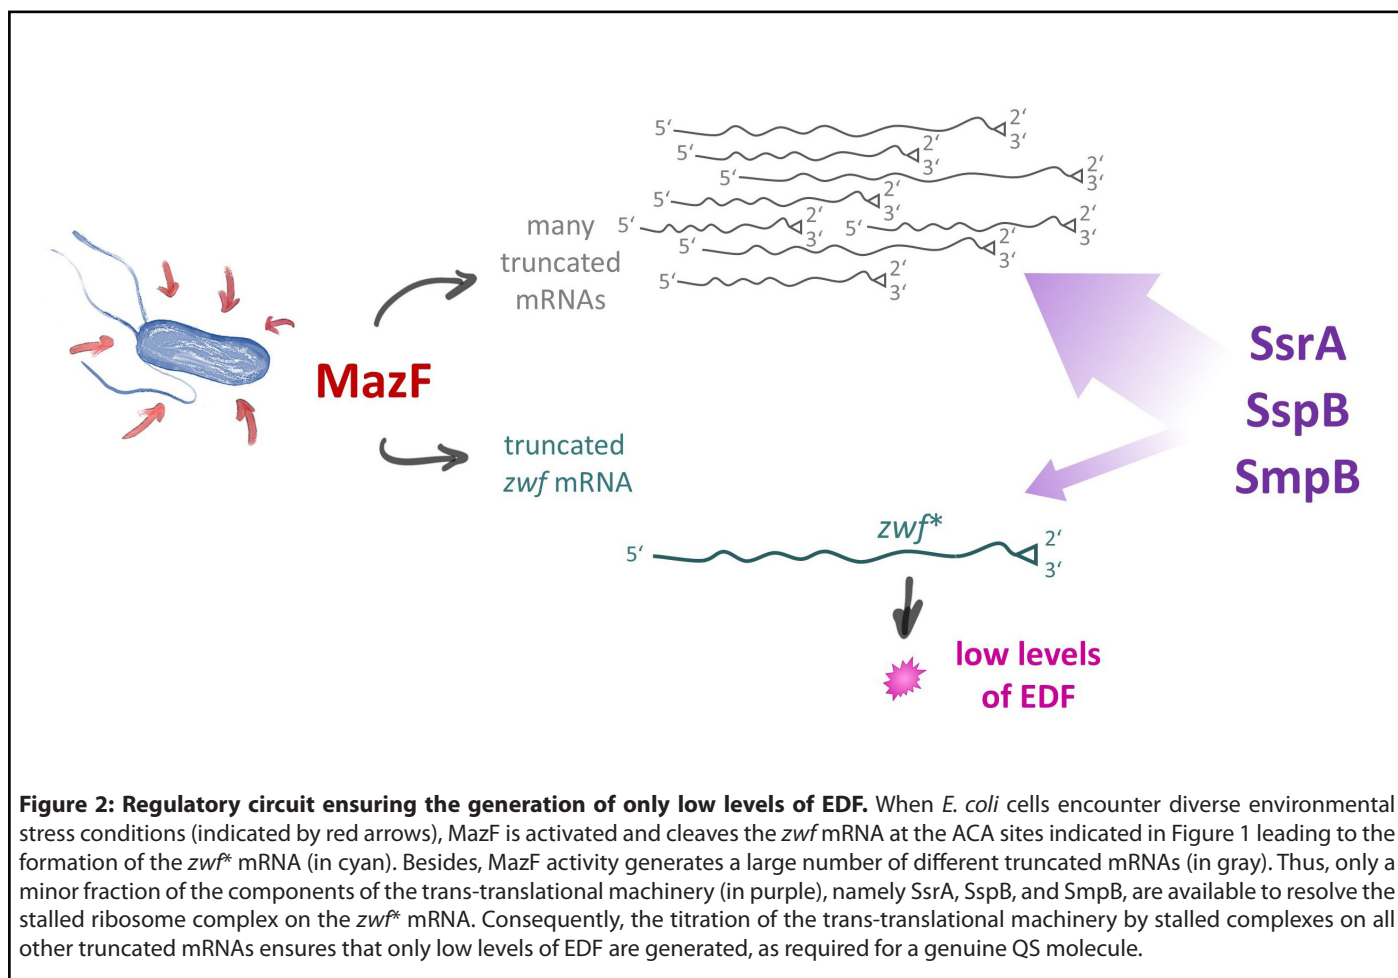 5‘ 2‘
3‘
5‘ 2‘
3‘
5‘ 2‘
3‘
5‘ 2‘
3‘
5‘ 2‘
3‘
5‘ 2‘
3‘
5‘ 2‘
3‘
5‘ 2‘
3‘
many
truncated
mRNAs
MazF
SsrA
SspB
SmpB
truncated
zwf mRNA
zwf*
5‘ 2‘
3‘
low levels
of EDF
Figure 2: Regulatory circuit ensuring the generation of only low levels of EDF. When E. coli cells encounter diverse environmental
stress conditions (indicated by red arrows), MazF is activated and cleaves the zwf mRNA at the ACA sites indicated in Figure 1 leading to the
formation of the zwf* mRNA (in cyan). Besides, MazF activity generates a large number of different truncated mRNAs (in gray). Thus, only a
minor fraction of the components of the trans-translational machinery (in purple), namely SsrA, SspB, and SmpB, are available to resolve the
stalled ribosome complex on the zwf* mRNA. Consequently, the titration of the trans-translational machinery by stalled complexes on all
other truncated mRNAs ensures that only low levels of EDF are generated, as required for a genuine QS molecule.